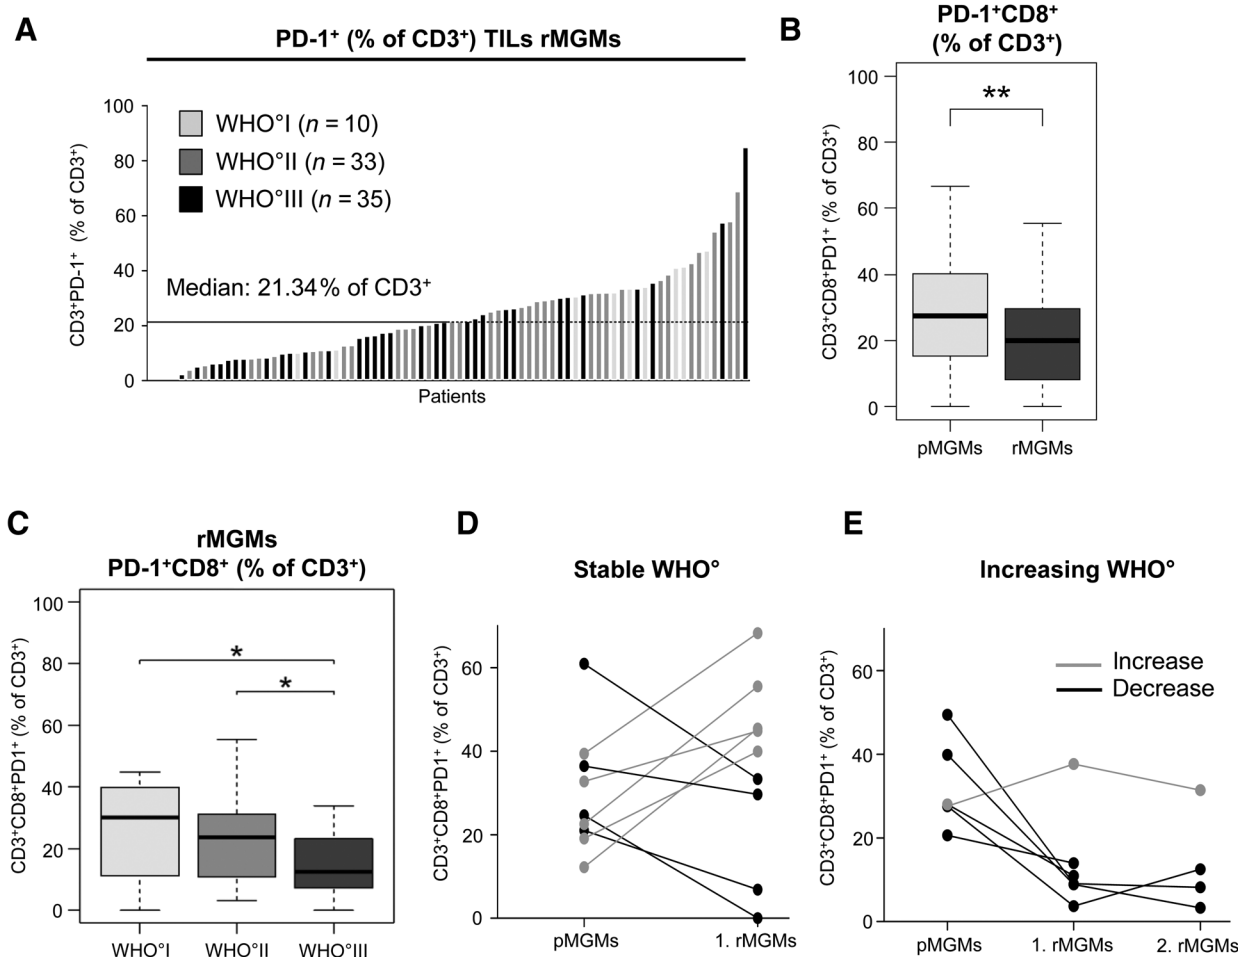 A
PD-1⁺ (% of CD3⁺) TILs rMGMs
CD3⁺PD-1⁺ (% of CD3⁺)
100
80
60
40
20
0
WHO°I (n = 10)
WHO°II (n = 33)
WHO°III (n = 35)
Median: 21.34% of CD3⁺
Patients
B
PD-1⁺CD8⁺
(% of CD3⁺)
CD3⁺CD8⁺PD1⁺ (% of CD3⁺)
100
80
60
40
20
0
**
pMGMs rMGMs
C
rMGMs
PD-1⁺CD8⁺ (% of CD3⁺)
CD3⁺CD8⁺PD1⁺ (% of CD3⁺)
100
80
60
40
20
0
*
*
WHO°I WHO°II WHO°III
D
Stable WHO°
CD3⁺CD8⁺PD1⁺ (% of CD3⁺)
60
40
20
0
pMGMs 1. rMGMs
E
Increasing WHO°
CD3⁺CD8⁺PD1⁺ (% of CD3⁺)
60
40
20
0
Increase
Decrease
pMGMs 1. rMGMs 2. rMGMs